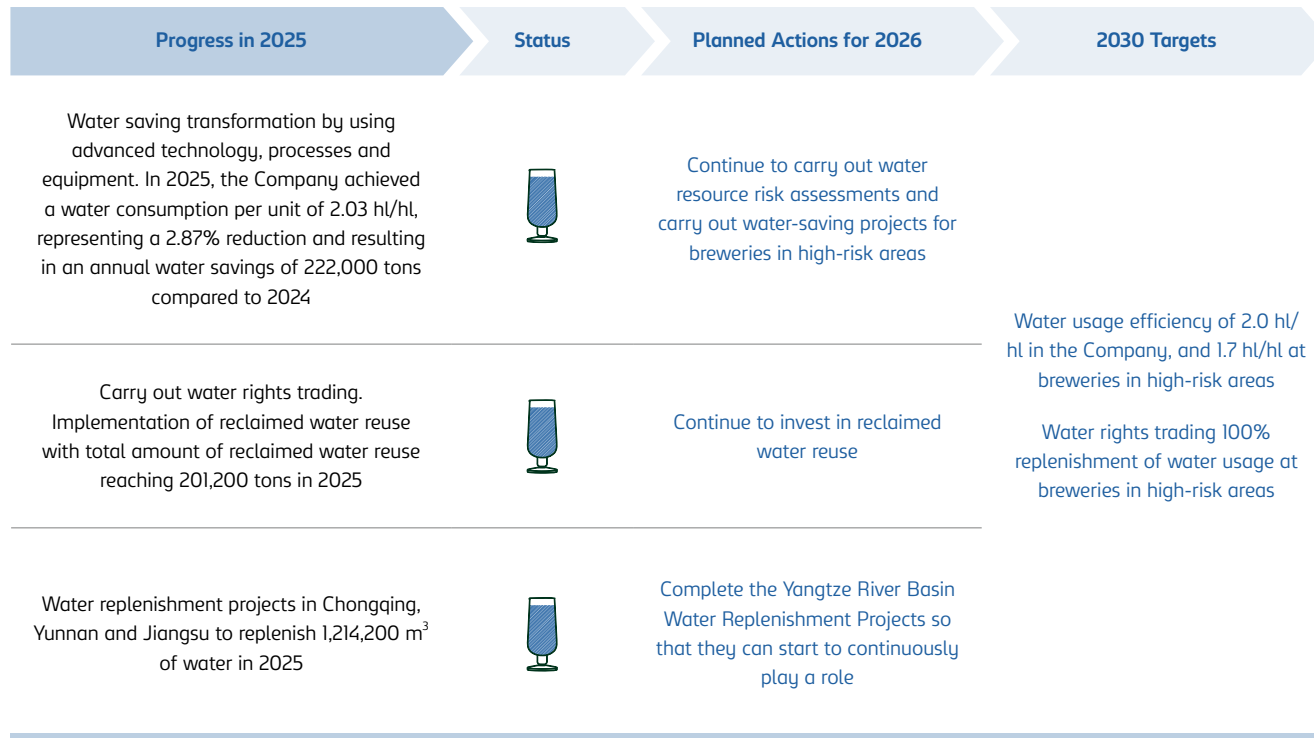 Progress in 2025
Status
Planned Actions for 2026
2030 Targets
Water saving transformation by using
advanced technology, processes and
equipment. In 2025, the Company achieved
a water consumption per unit of 2.03 hl/hl,
representing a 2.87% reduction and resulting
in an annual water savings of 222,000 tons
compared to 2024
Continue to carry out water
resource risk assessments and
carry out water-saving projects for
breweries in high-risk areas
Carry out water rights trading.
Implementation of reclaimed water reuse
with total amount of reclaimed water reuse
reaching 201,200 tons in 2025
Continue to invest in reclaimed
water reuse
Water replenishment projects in Chongqing,
Yunnan and Jiangsu to replenish 1,214,200 m³
of water in 2025
Complete the Yangtze River Basin
Water Replenishment Projects so
that they can start to continuously
play a role
Water usage efficiency of 2.0 hl/
hl in the Company, and 1.7 hl/hl at
breweries in high-risk areas
Water rights trading 100%
replenishment of water usage at
breweries in high-risk areas